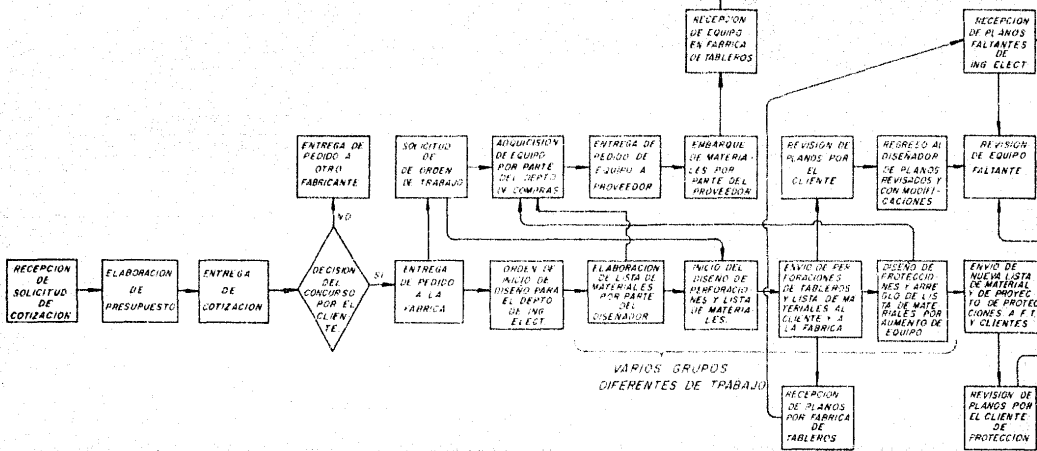 RECEPCION
DE EQUIPO
EN FABRICA
DE TABLEROS
RECEPCION
DE PLANOS
FALTANTES
DE
ING ELECT
ENTREGA DE
PEDIDO A
OTRO
FABRICANTE
SOLICITUD
DE
DE ORDEN
DE TRABAJO
ADQUICISION
DE EQUIPO
POR PARTE
DEL DEPTO
DE COMPRAS
ENTREGA DE
PEDIDO DE
EQUIPO A
PROVEEDOR
EMBARQUE
DE MATERIA-
LES POR
PARTE DEL
PROVEEDOR
REVISION DE
PLANOS POR
EL
CLIENTE
REGRESO AL
DISEÑADOR
DE PLANOS
REVISADOS Y
CON MODIFI-
CACIONES
REVISION
DE EQUIPO
FALTANTE
NO
RECEPCION
DE
SOLICITUD
DE
COTIZACION
ELABORACION
DE
PRESUPUESTO
ENTREGA
DE
COTIZACION
DECISION
DEL
CONCURSO
POR EL
CLIENTE.
SI
ENTREGA
DE PEDIDO
A LA
FABRICA
ORDEN DE
INICIO DE
DISEÑO PARA
EL DEPTO
DE ING
ELECT
ELABORACION
DE LISTA DE
MATERIALES
POR PARTE
DEL
DISEÑADOR
INICIO DEL
DISEÑO DE
PERFORACIO-
NES Y LISTA
DE MATERIA-
LES.
ENVIO DE PER
FORACIONES
DE TABLEROS
Y LISTA DE MA
TERIALES AL
CLIENTE Y A
LA FABRICA
DISEÑO DE
PROTECCIO-
NES Y ARRE-
GLO DE LIS
TA DE MATE-
RIALES POR
AUMENTO DE
EQUIPO
ENVIO DE
NUEVA LISTA
DE MATERIAL
Y DE PROYEC
TO DE PROTEC
CIONES A F.T.
Y CLIENTES
VARIOS GRUPOS
DIFERENTES DE TRABAJO
RECEPCION
DE PLANOS
POR FABRICA
DE
TABLEROS
REVISION DE
PLANOS POR
EL CLIENTE
DE
PROTECCION